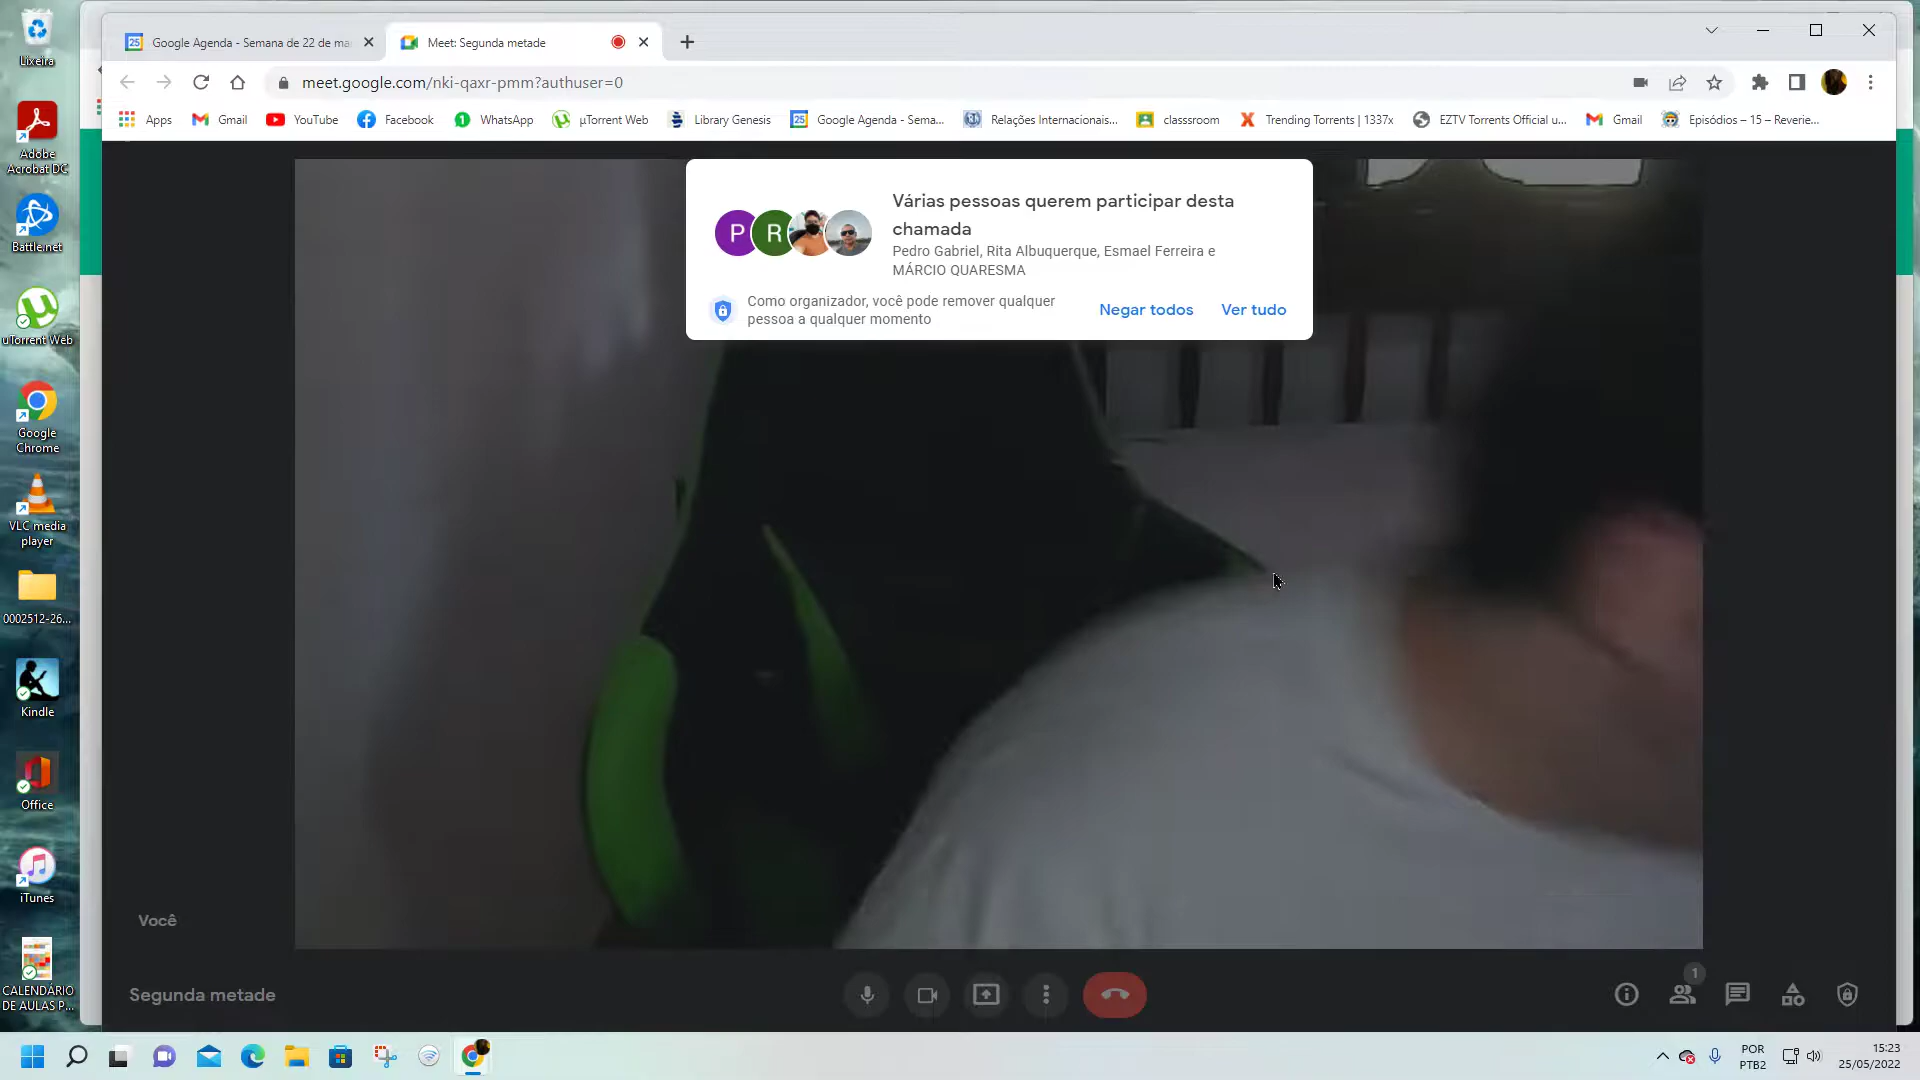 Google Agenda - Semana de 22 de ma
Meet: Segunda metade
meet.google.com/nki-qaxr-pmm?authuser=0
Apps
Gmail
YouTube
Facebook
WhatsApp
µTorrent Web
Library Genesis
Google Agenda - Sema...
Relações Internacionais...
classsroom
Trending Torrents | 1337x
EZTV Torrents Official u...
Gmail
Episódios – 15 – Reverie...
Lixeira
Adobe
Acrobat DC
Battle.net
uTorrent Web
Google
Chrome
VLC media
player
0002512-26...
Kindle
Office
iTunes
CALENDÁRIO
DE AULAS P...
P
R
Várias pessoas querem participar desta
chamada
Pedro Gabriel, Rita Albuquerque, Esmael Ferreira e
MÁRCIO QUARESMA
Como organizador, você pode remover qualquer
pessoa a qualquer momento
Negar todos
Ver tudo
Você
Segunda metade
1
POR
PTB2
15:23
25/05/2022